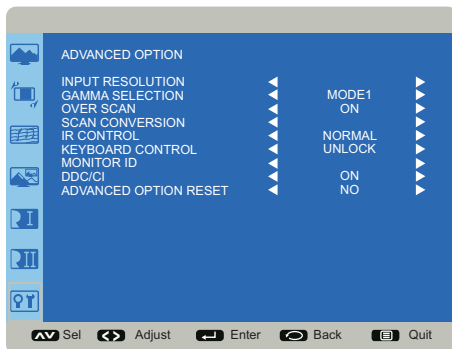 ADVANCED OPTION
INPUT RESOLUTION
GAMMA SELECTION MODE1
OVER SCAN ON
SCAN CONVERSION
IR CONTROL NORMAL
KEYBOARD CONTROL UNLOCK
MONITOR ID
DDC/CI ON
ADVANCED OPTION RESET NO
I
II
Sel Adjust Enter Back Quit